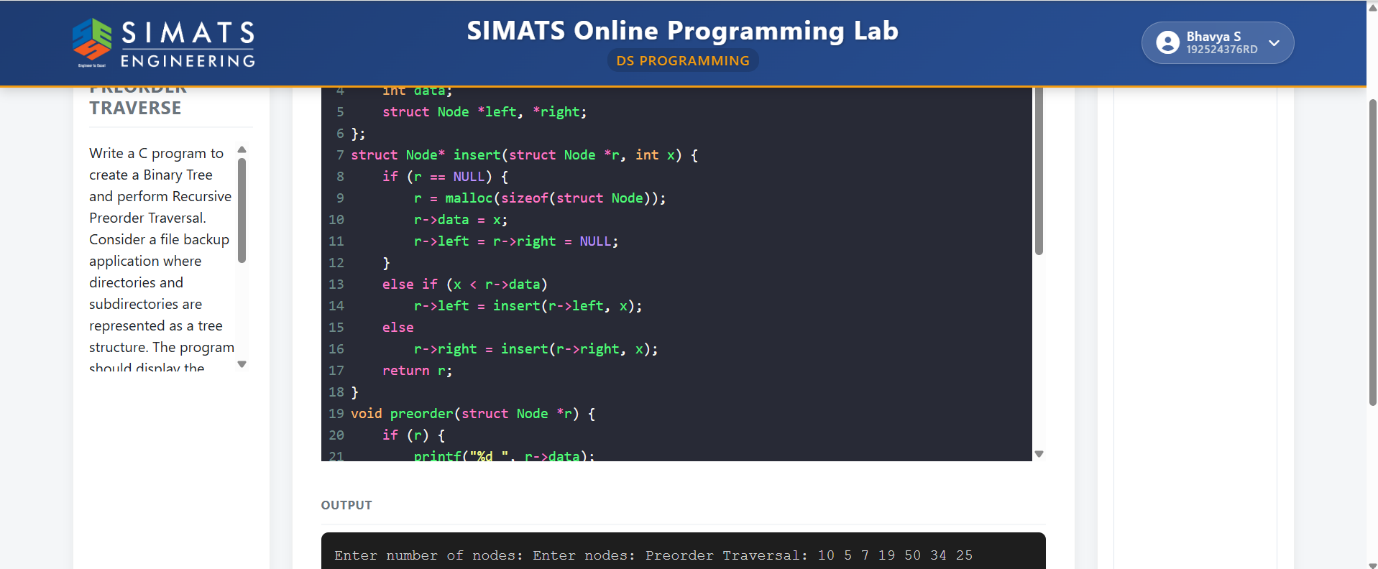 SIMATS
ENGINEERING
Engineer to Excel
SIMATS Online Programming Lab
DS PROGRAMMING
Bhavya S
192524376RD
PREORDER
TRAVERSE
Write a C program to
create a Binary Tree
and perform Recursive
Preorder Traversal.
Consider a file backup
application where
directories and
subdirectories are
represented as a tree
structure. The program
should display the
4 int data;
5 struct Node *left, *right;
6 };
7 struct Node* insert(struct Node *r, int x) {
8 if (r == NULL) {
9 r = malloc(sizeof(struct Node));
10 r->data = x;
11 r->left = r->right = NULL;
12 }
13 else if (x < r->data)
14 r->left = insert(r->left, x);
15 else
16 r->right = insert(r->right, x);
17 return r;
18 }
19 void preorder(struct Node *r) {
20 if (r) {
21 printf("%d ", r->data);
OUTPUT
Enter number of nodes: Enter nodes: Preorder Traversal: 10 5 7 19 50 34 25